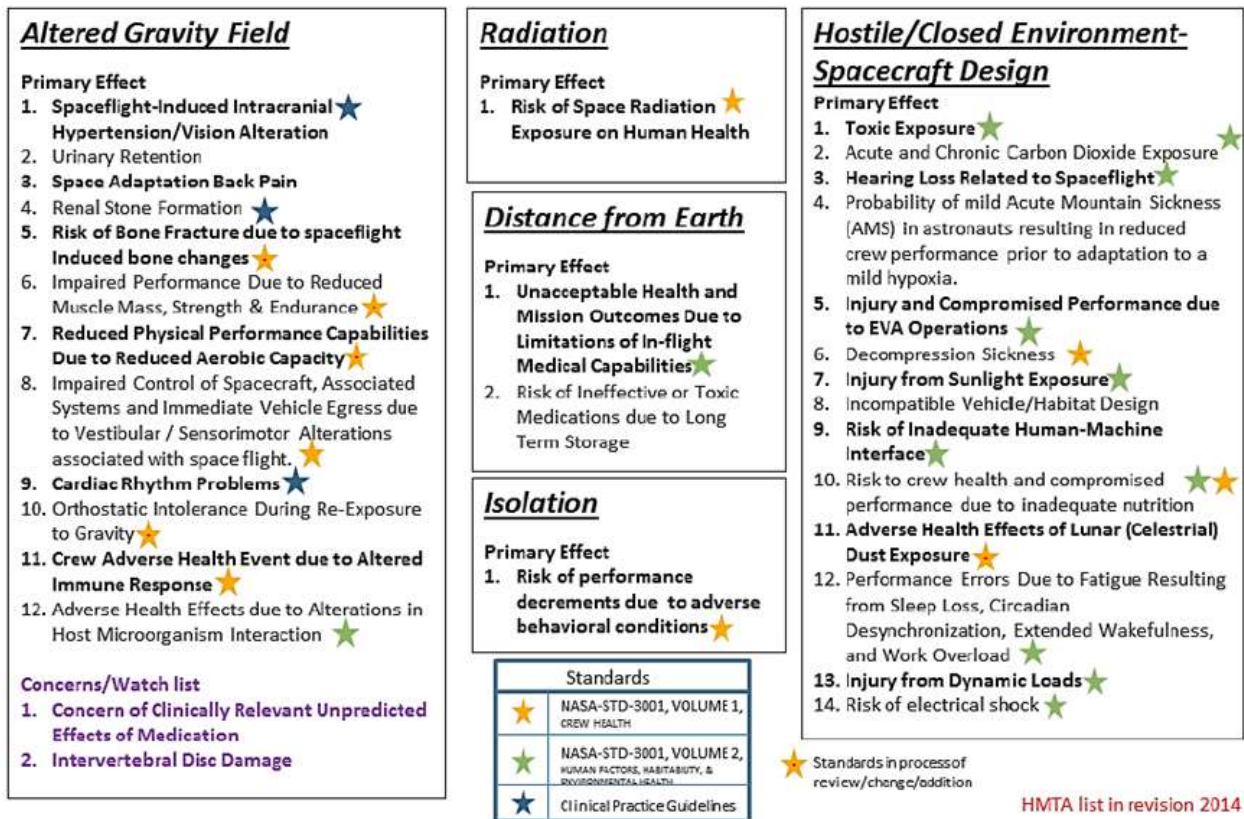 Altered Gravity Field
Primary Effect
1. Spaceflight-Induced Intracranial
Hypertension/Vision Alteration
2. Urinary Retention
3. Space Adaptation Back Pain
4. Renal Stone Formation
5. Risk of Bone Fracture due to spaceflight
Induced bone changes
6. Impaired Performance Due to Reduced
Muscle Mass, Strength & Endurance
7. Reduced Physical Performance Capabilities
Due to Reduced Aerobic Capacity
8. Impaired Control of Spacecraft, Associated
Systems and Immediate Vehicle Egress due
to Vestibular / Sensorimotor Alterations
associated with space flight.
9. Cardiac Rhythm Problems
10. Orthostatic Intolerance During Re-Exposure
to Gravity
11. Crew Adverse Health Event due to Altered
Immune Response
12. Adverse Health Effects due to Alterations in
Host Microorganism Interaction
Concerns/Watch list
1. Concern of Clinically Relevant Unpredicted
Effects of Medication
2. Intervertebral Disc Damage
Radiation
Primary Effect
1. Risk of Space Radiation
Exposure on Human Health
Distance from Earth
Primary Effect
1. Unacceptable Health and
Mission Outcomes Due to
Limitations of In-flight
Medical Capabilities
2. Risk of Ineffective or Toxic
Medications due to Long
Term Storage
Isolation
Primary Effect
1. Risk of performance
decrements due to adverse
behavioral conditions
Standards
NASA-STD-3001, VOLUME 1,
CREW HEALTH
NASA-STD-3001, VOLUME 2,
HUMAN FACTORS, HABITABILITY, &
ENVIRONMENTAL HEALTH
Clinical Practice Guidelines
Hostile/Closed Environment-
Spacecraft Design
Primary Effect
1. Toxic Exposure
2. Acute and Chronic Carbon Dioxide Exposure
3. Hearing Loss Related to Spaceflight
4. Probability of mild Acute Mountain Sickness
(AMS) in astronauts resulting in reduced
crew performance prior to adaptation to a
mild hypoxia.
5. Injury and Compromised Performance due
to EVA Operations
6. Decompression Sickness
7. Injury from Sunlight Exposure
8. Incompatible Vehicle/Habitat Design
9. Risk of Inadequate Human-Machine
Interface
10. Risk to crew health and compromised
performance due to inadequate nutrition
11. Adverse Health Effects of Lunar (Celestrial)
Dust Exposure
12. Performance Errors Due to Fatigue Resulting
from Sleep Loss, Circadian
Desynchronization, Extended Wakefulness,
and Work Overload
13. Injury from Dynamic Loads
14. Risk of electrical shock
Standards in process of
review/change/addition
HMTA list in revision 2014